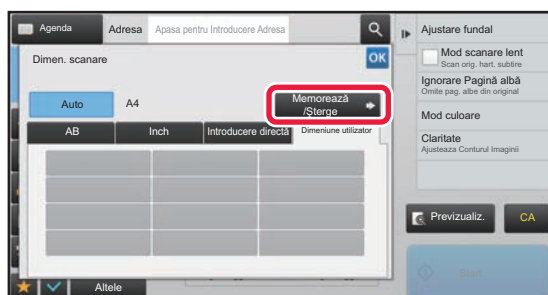 Agenda
Adresa
Apasa pentru Introducere Adresa
Dimen. scanare
OK
Auto
A4
Memorează
/Șterge
AB
Inch
Introducere directă
Dimeniune utilizator
Altele
Ajustare fundal
Mod scanare lent
Scan orig. hart. subtire
Ignorare Pagină albă
Omite pag. albe din original
Mod culoare
Claritate
Ajusteaza Conturul Imaginii
Previzualiz.
CA
Start